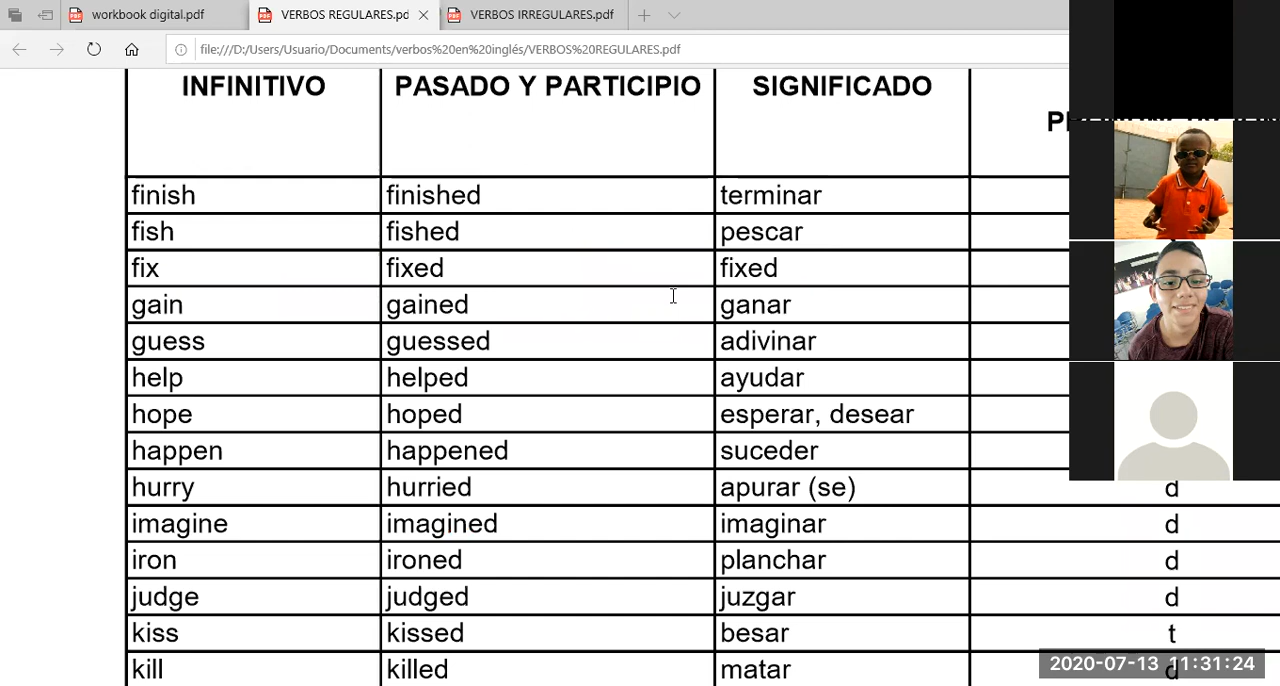 workbook digital.pdf
VERBOS REGULARES.pd
VERBOS IRREGULARES.pdf
file:///D:/Users/Usuario/Documents/verbos%20en%20inglés/VERBOS%20REGULARES.pdf
INFINITIVO PASADO Y PARTICIPIO SIGNIFICADO
finish finished terminar
fish fished pescar
fix fixed fixed
gain gained ganar
guess guessed adivinar
help helped ayudar
hope hoped esperar, desear
happen happened suceder
hurry hurried apurar (se) d
imagine imagined imaginar d
iron ironed planchar d
judge judged juzgar d
kiss kissed besar t
kill killed matar d
2020-07-13 11:31:24